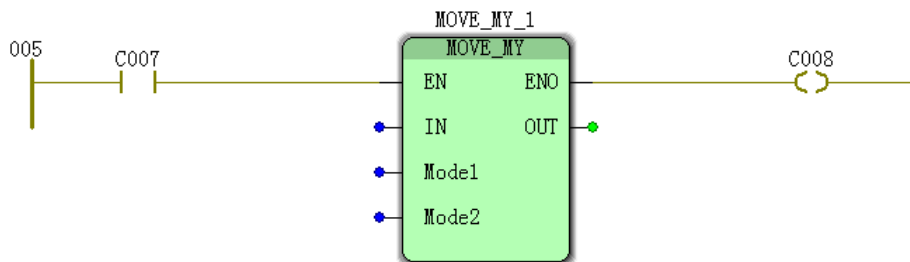 MOVE_MY_1
005
C007
MOVE_MY
C008
EN
ENO
IN
OUT
Mode1
Mode2